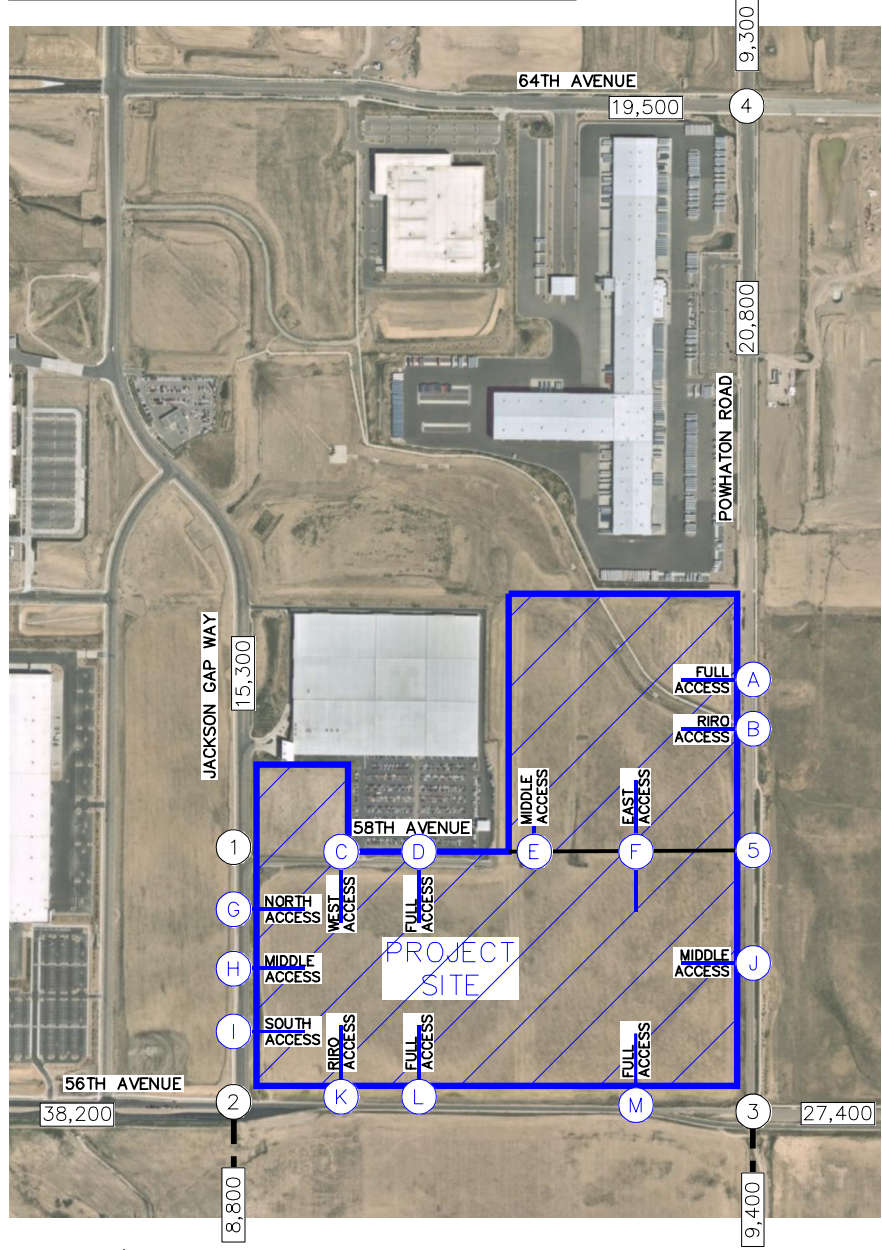 9,300
64TH AVENUE
19,500
4
20,800
POWHATON ROAD
JACKSON GAP WAY
15,300
FULL
ACCESS
A
RIRO
ACCESS
B
MIDDLE
ACCESS
EAST
ACCESS
58TH AVENUE
1
C
D
E
F
5
WEST
ACCESS
FULL
ACCESS
G
NORTH
ACCESS
H
MIDDLE
ACCESS
PROJECT
SITE
MIDDLE
ACCESS
J
I
SOUTH
ACCESS
RIRO
ACCESS
FULL
ACCESS
FULL
ACCESS
56TH AVENUE
38,200
2
K
L
M
3
27,400
8,800
9,400